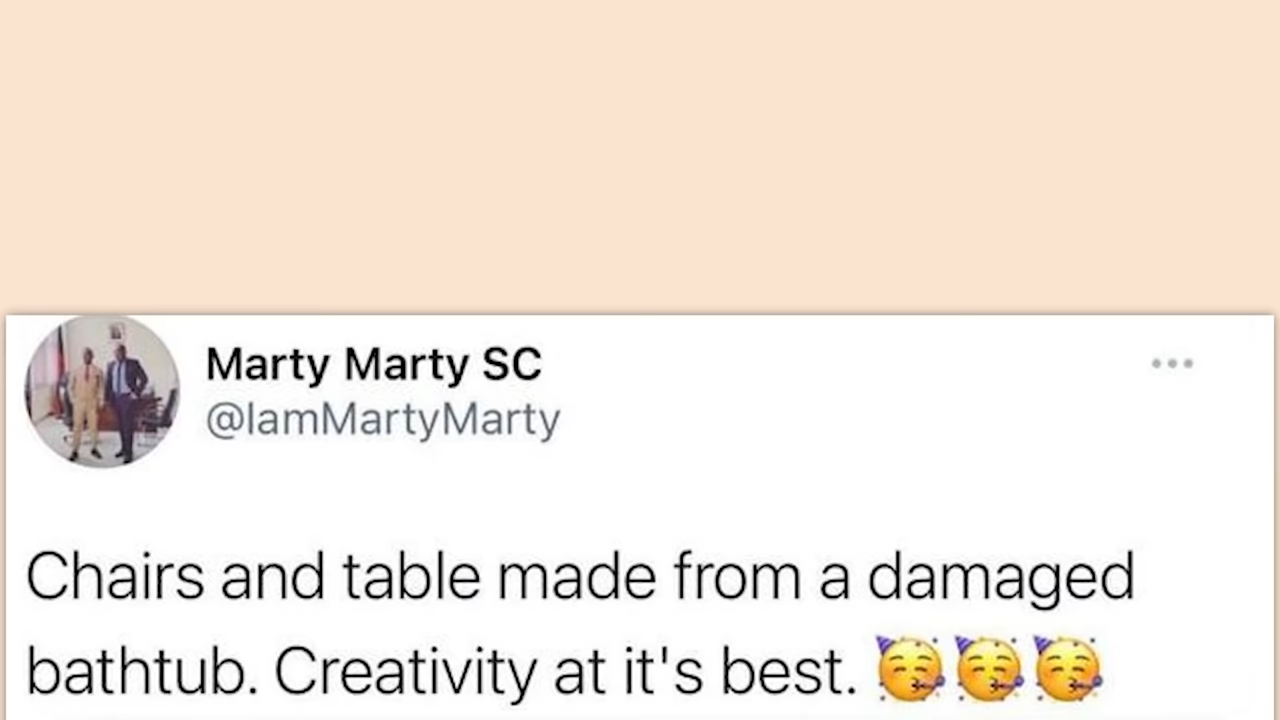 Marty Marty SC
@IamMartyMarty
Chairs and table made from a damaged
bathtub. Creativity at it's best. 🥳🥳🥳